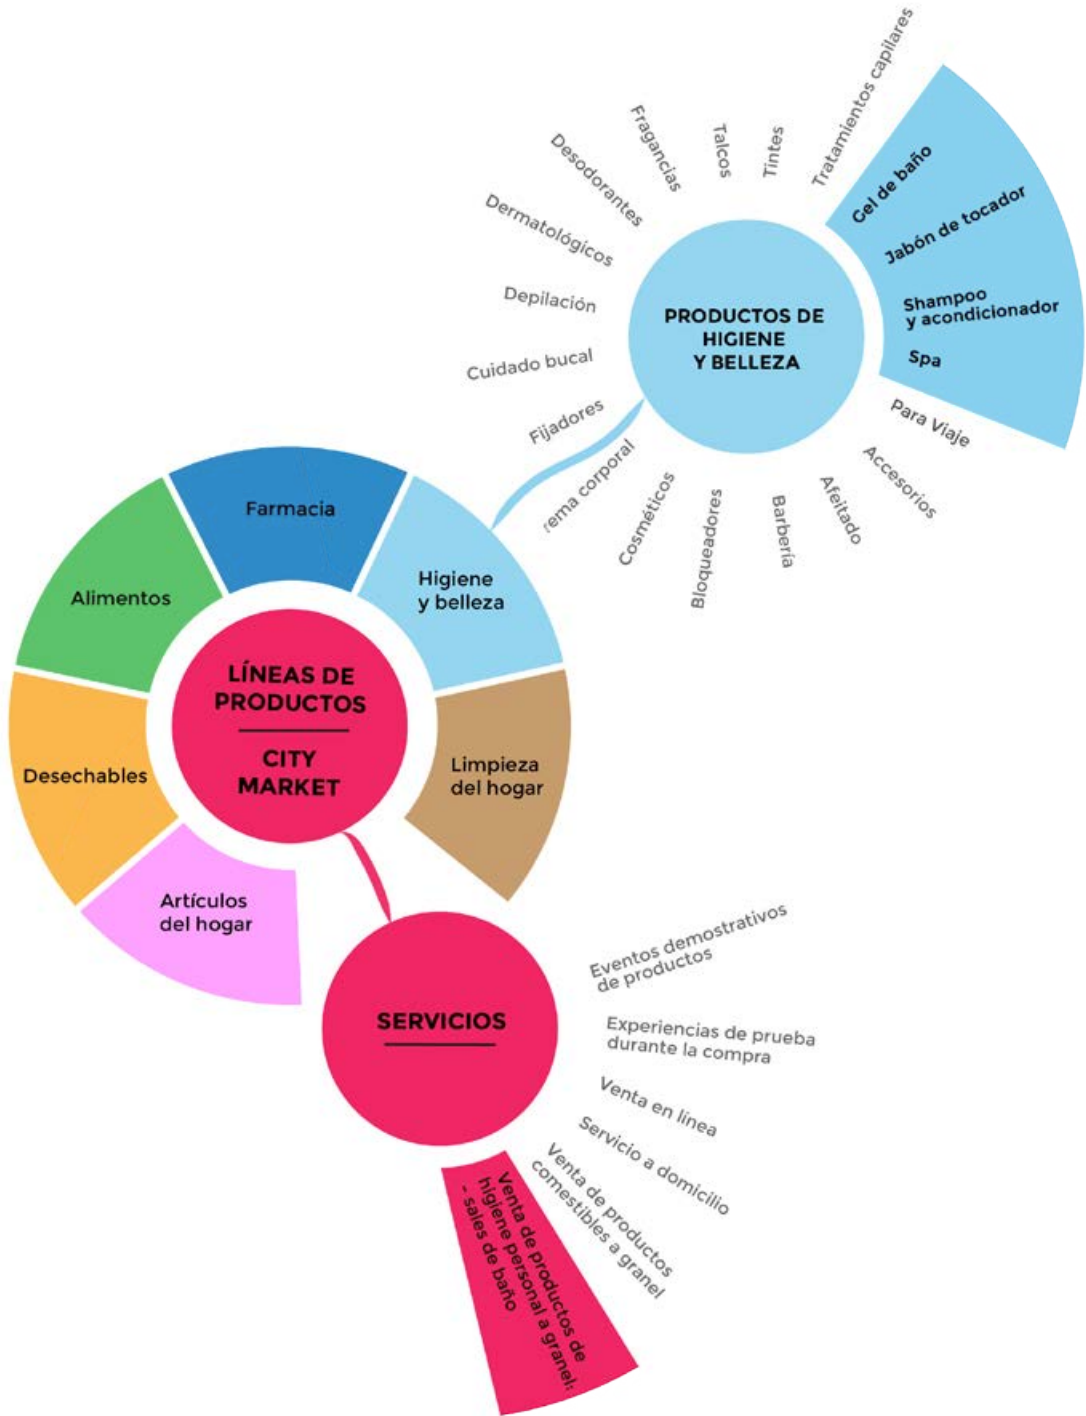 Tratamientos capilares
Tintes
Talcos
Fragancias
Desodorantes
Dermatológicos
Depilación
Cuidado bucal
Fijadores
rema corporal
Cosméticos
Bloqueadores
Barbería
Afeitado
Accesorios
Para Viaje
Spa
Shampoo
y acondicionador
Jabón de tocador
Gel de baño
PRODUCTOS DE
HIGIENE
Y BELLEZA
Farmacia
Higiene
y belleza
Alimentos
LÍNEAS DE
PRODUCTOS
CITY
MARKET
Limpieza
del hogar
Desechables
Artículos
del hogar
SERVICIOS
Eventos demostrativos
de productos
Experiencias de prueba
durante la compra
Venta en línea
Servicio a domicilio
Venta de productos
comestibles a granel
Venta de productos de
higiene personal a granel:
- sales de baño